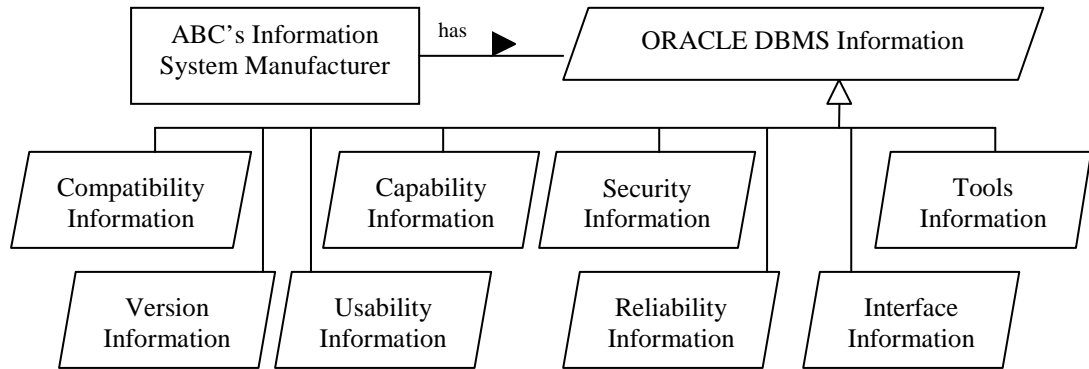 ABC's Information
System Manufacturer
has
ORACLE DBMS Information
Compatibility
Information
Capability
Information
Security
Information
Tools
Information
Version
Information
Usability
Information
Reliability
Information
Interface
Information